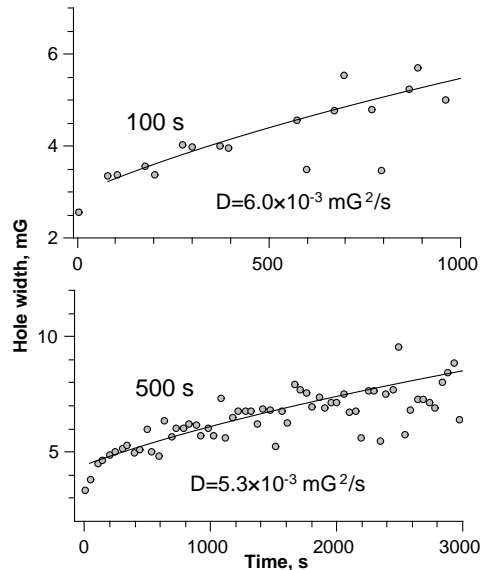 6
100 s
4
D=6.0×10⁻³ mG²/s
2
0
500
1000
Hole width, mG
10
500 s
5
D=5.3×10⁻³ mG²/s
0
1000
2000
3000
Time, s